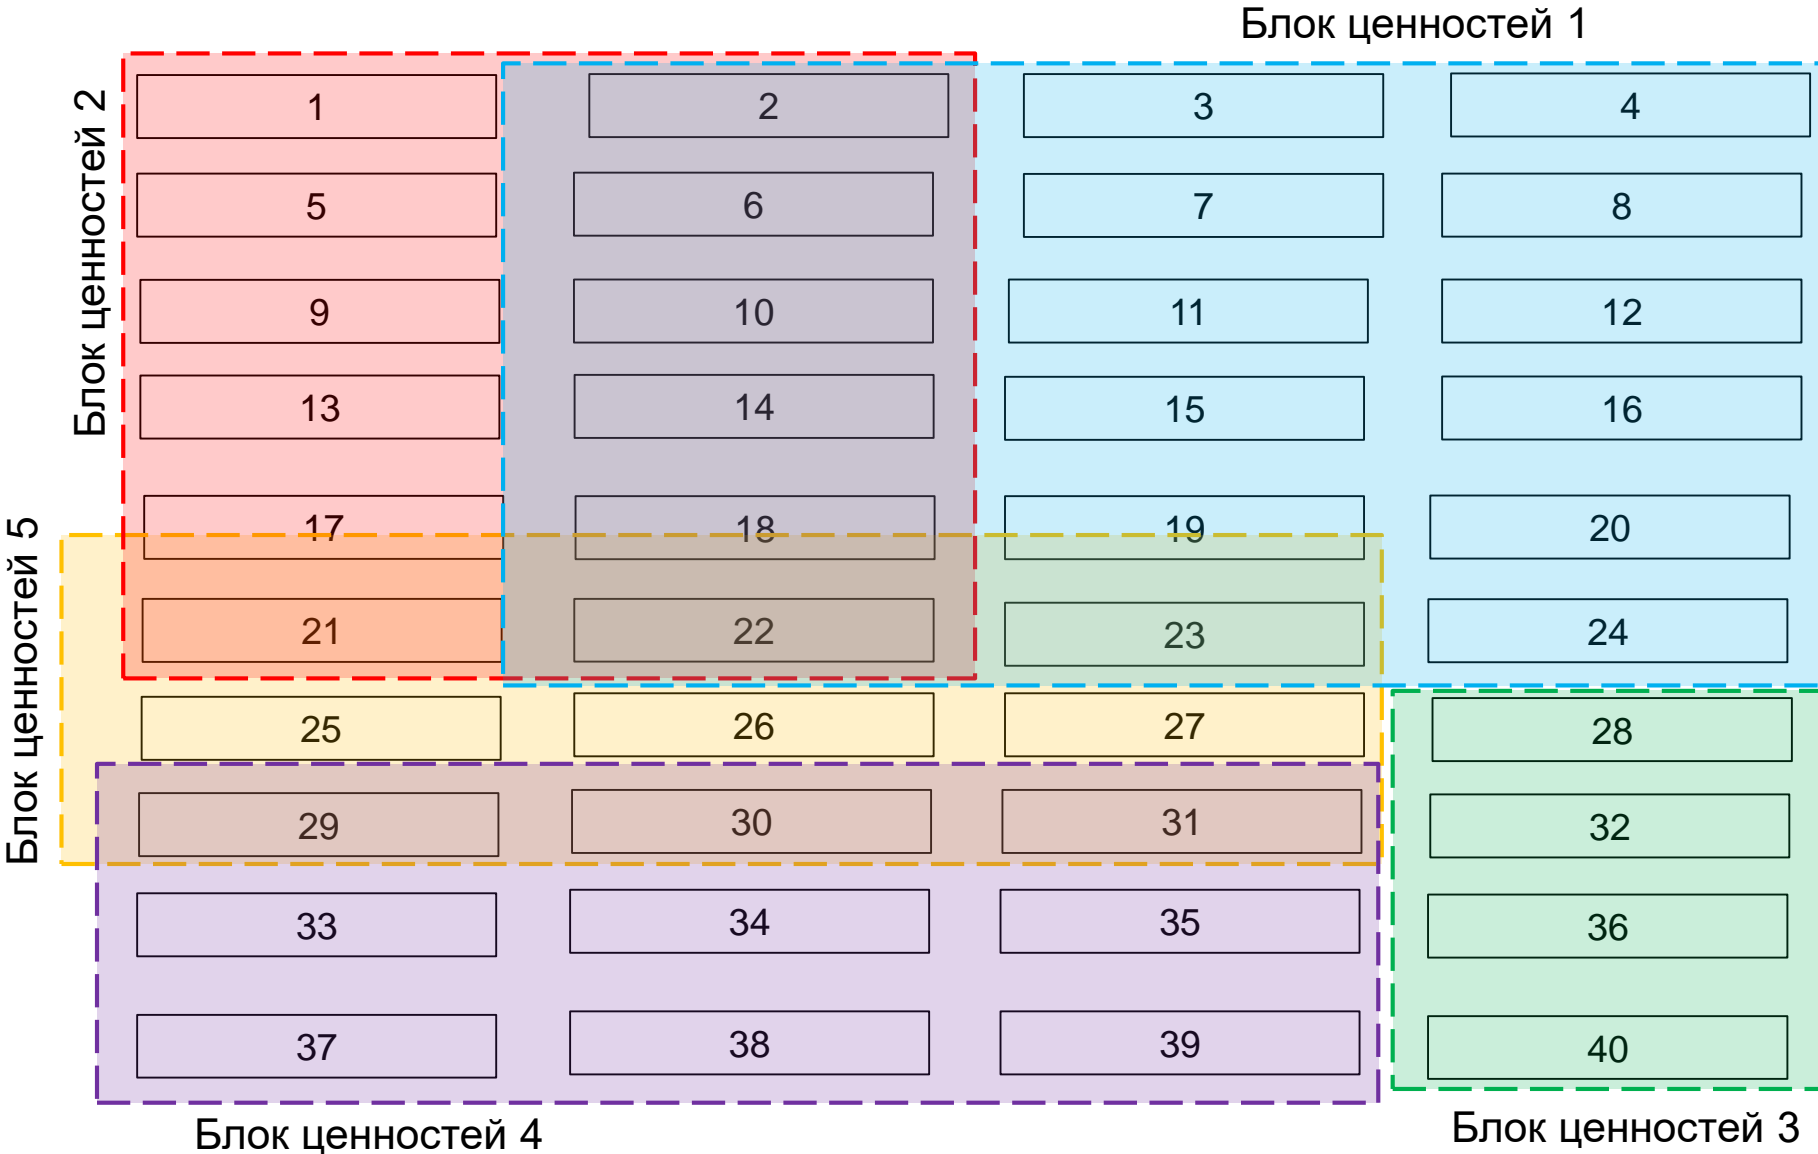 Блок ценностей 1
Блок ценностей 2
1 2 3 4
5 6 7 8
9 10 11 12
13 14 15 16
17 18 19 20
Блок ценностей 5
21 22 23 24
25 26 27 28
29 30 31 32
33 34 35 36
37 38 39 40
Блок ценностей 4
Блок ценностей 3